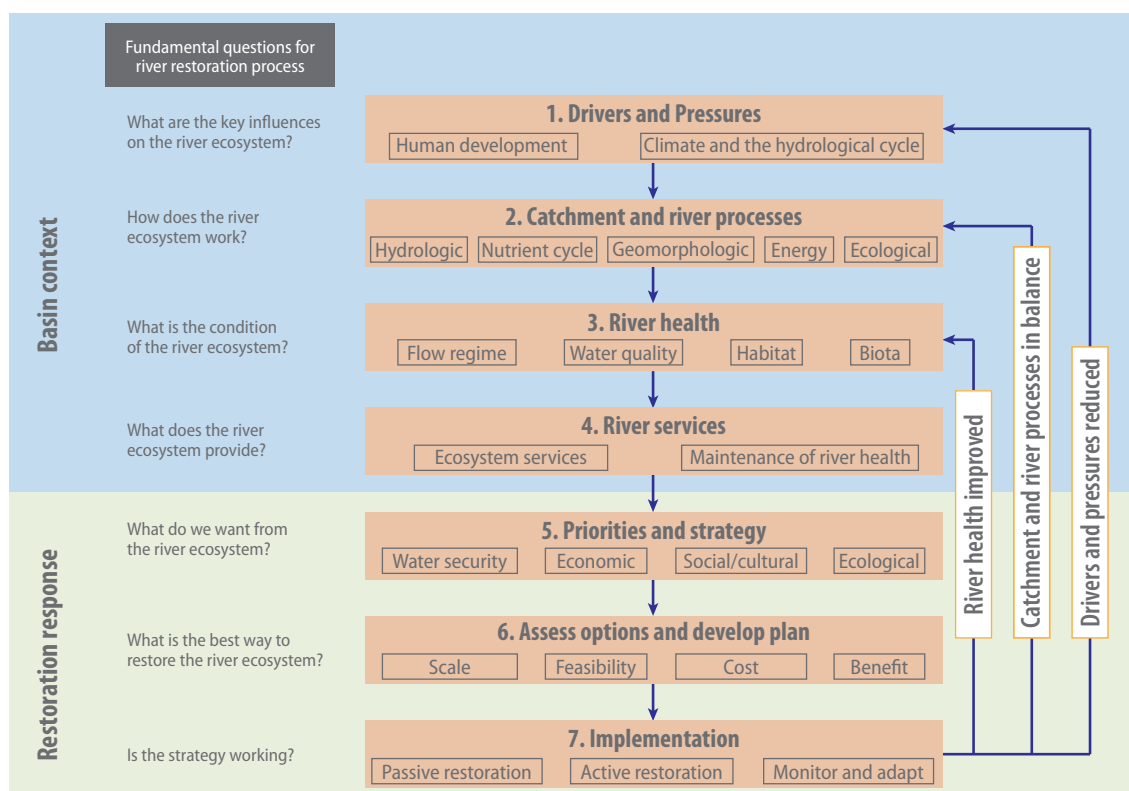 Fundamental questions for
river restoration process
Basin context
What are the key influences
on the river ecosystem?
1. Drivers and Pressures
Human development
Climate and the hydrological cycle
How does the river
ecosystem work?
2. Catchment and river processes
Hydrologic
Nutrient cycle
Geomorphologic
Energy
Ecological
What is the condition
of the river ecosystem?
3. River health
Flow regime
Water quality
Habitat
Biota
What does the river
ecosystem provide?
4. River services
Ecosystem services
Maintenance of river health
Restoration response
What do we want from
the river ecosystem?
5. Priorities and strategy
Water security
Economic
Social/cultural
Ecological
What is the best way to
restore the river ecosystem?
6. Assess options and develop plan
Scale
Feasibility
Cost
Benefit
Is the strategy working?
7. Implementation
Passive restoration
Active restoration
Monitor and adapt
River health improved
Catchment and river processes in balance
Drivers and pressures reduced